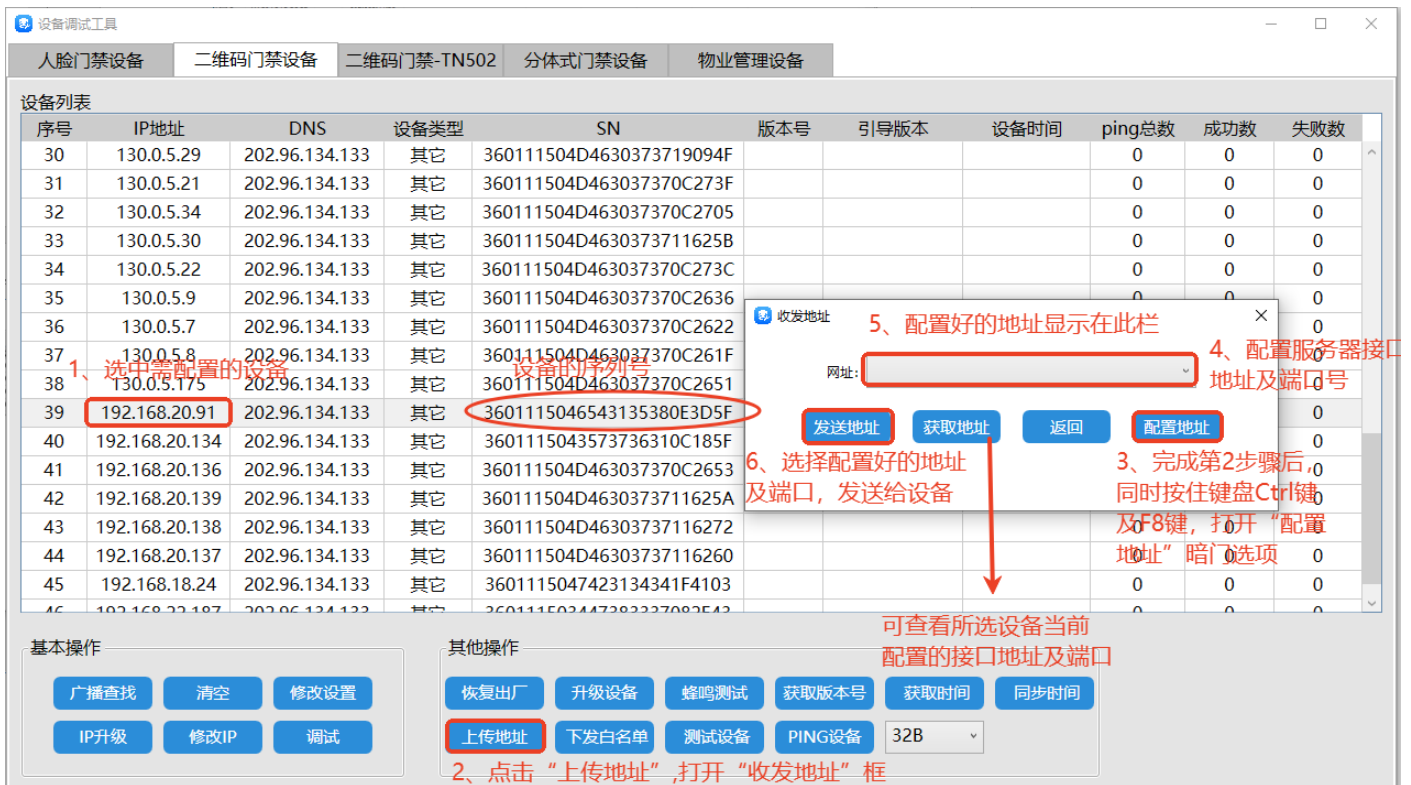 设备调试工具
人脸门禁设备 二维码门禁设备 二维码门禁-TN502 分体式门禁设备 物业管理设备
设备列表
序号 IP地址 DNS 设备类型 SN 版本号 引导版本 设备时间 ping总数 成功数 失败数
30 130.0.5.29 202.96.134.133 其它 360111504D4630373719094F 0 0 0
31 130.0.5.21 202.96.134.133 其它 360111504D463037370C273F 0 0 0
32 130.0.5.34 202.96.134.133 其它 360111504D463037370C2705 0 0 0
33 130.0.5.30 202.96.134.133 其它 360111504D4630373711625B 0 0 0
34 130.0.5.22 202.96.134.133 其它 360111504D463037370C273C 0 0 0
35 130.0.5.9 202.96.134.133 其它 360111504D463037370C2636 0 0 0
36 130.0.5.7 202.96.134.133 其它 360111504D463037370C2622 0
37 130.0.5.8 202.96.134.133 其它 360111504D463037370C261F 0
38 130.0.5.175 202.96.134.133 其它 360111504D463037370C2651 0
39 192.168.20.91 202.96.134.133 其它 3601115046543135380E3D5F 0
40 192.168.20.134 202.96.134.133 其它 3601115043573736310C185F 0
41 192.168.20.136 202.96.134.133 其它 360111504D463037370C2653 0
42 192.168.20.139 202.96.134.133 其它 360111504D4630373711625A 0
43 192.168.20.138 202.96.134.133 其它 360111504D46303737116272 0 0 0
44 192.168.20.137 202.96.134.133 其它 360111504D46303737116260 0 0 0
45 192.168.18.24 202.96.134.133 其它 3601115047423134341F4103 0 0 0
46 192.168.22.187 202.96.134.133 其它
1、选中需配置的设备
设备的序列号
收发地址
5、配置好的地址显示在此栏
网址:
4、配置服务器接口
地址及端口号
发送地址 获取地址 返回 配置地址
6、选择配置好的地址
及端口，发送给设备
3、完成第2步骤后，
同时按住键盘Ctrl键
及F8键，打开“配置
地址”暗门选项
可查看所选设备当前
配置的接口地址及端口
基本操作
广播查找 清空 修改设置
IP升级 修改IP 调试
其他操作
恢复出厂 升级设备 蜂鸣测试 获取版本号 获取时间 同步时间
上传地址 下发白名单 测试设备 PING设备 32B
2、点击“上传地址”,打开“收发地址”框